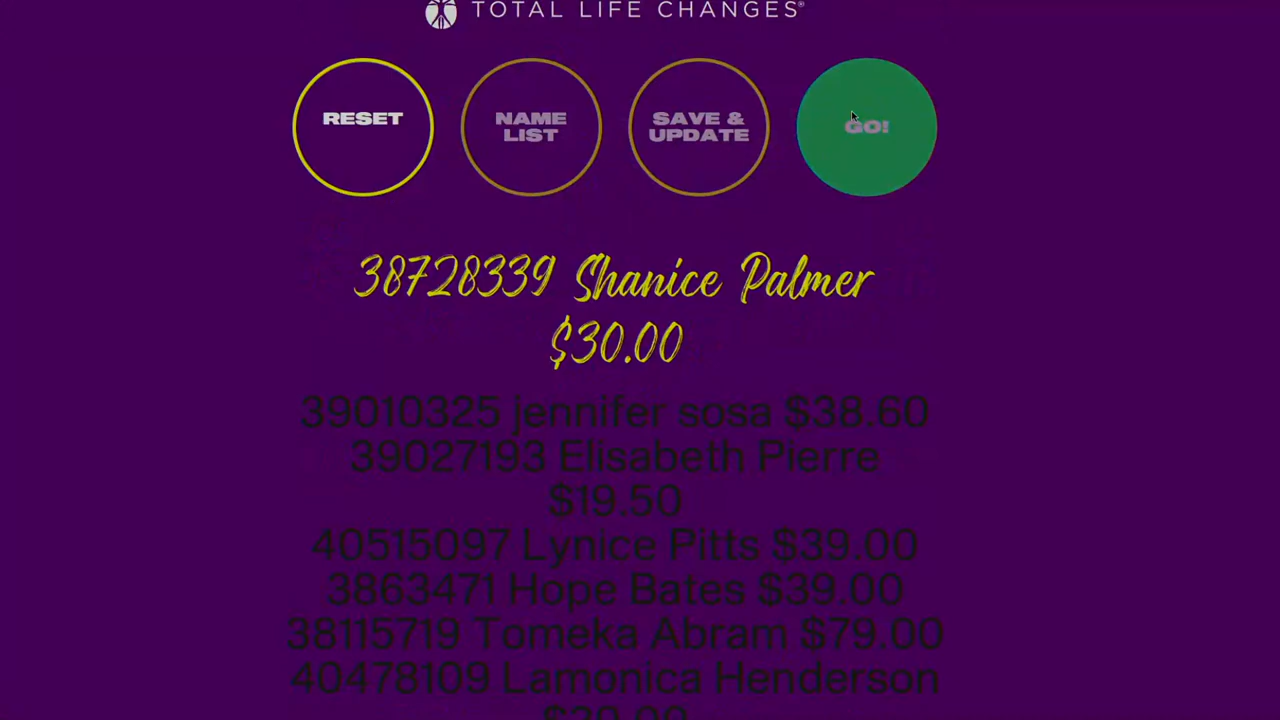 TOTAL LIFE CHANGES®
RESET
NAME
LIST
SAVE &
UPDATE
GO!
38728339 Shanice Palmer
$30.00
39010325 jennifer sosa $38.60
39027193 Elisabeth Pierre
$19.50
40515097 Lynice Pitts $39.00
3863471 Hope Bates $39.00
38115719 Tomeka Abram $79.00
40478109 Lamonica Henderson